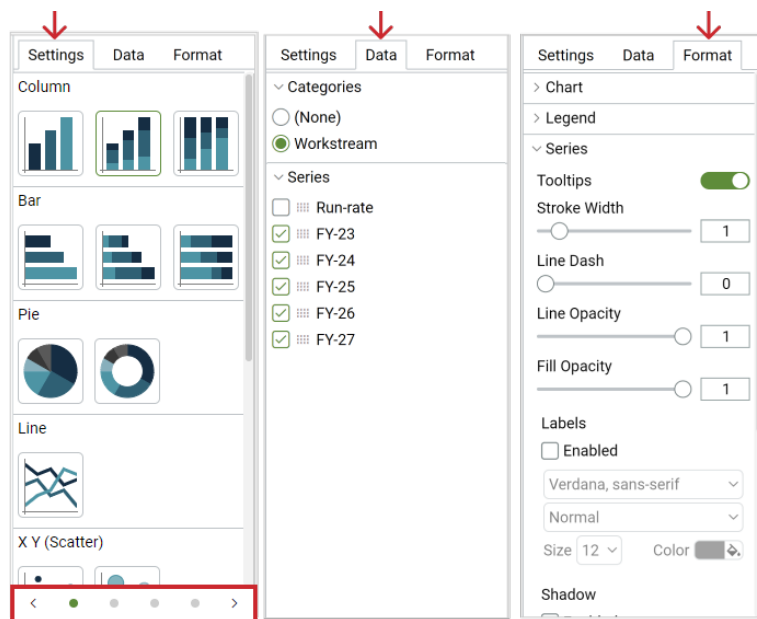 Settings Data Format
Column
Bar
Pie
Line
X Y (Scatter)
Settings Data Format
Categories
(None)
Workstream
Series
Run-rate
FY-23
FY-24
FY-25
FY-26
FY-27
Settings Data Format
Chart
Legend
Series
Tooltips
Stroke Width
1
Line Dash
0
Line Opacity
1
Fill Opacity
1
Labels
Enabled
Verdana, sans-serif
Normal
Size 12 Color
Shadow